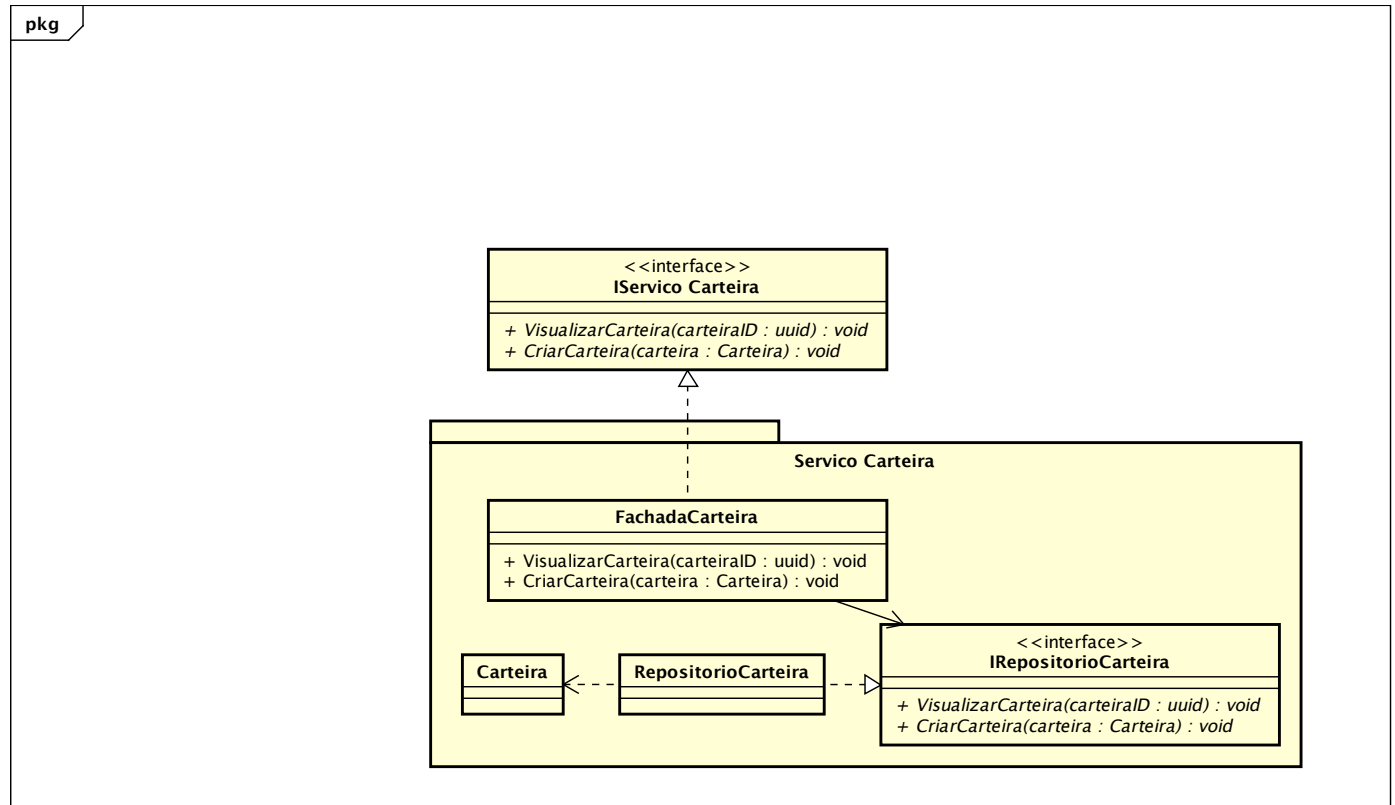 pkg
<<interface>>
IServico Carteira
+ VisualizarCarteira(carteiraID : uuid) : void
+ CriarCarteira(carteira : Carteira) : void
Servico Carteira
FachadaCarteira
+ VisualizarCarteira(carteiraID : uuid) : void
+ CriarCarteira(carteira : Carteira) : void
Carteira
RepositorioCarteira
<<interface>>
IRepositorioCarteira
+ VisualizarCarteira(carteiraID : uuid) : void
+ CriarCarteira(carteira : Carteira) : void